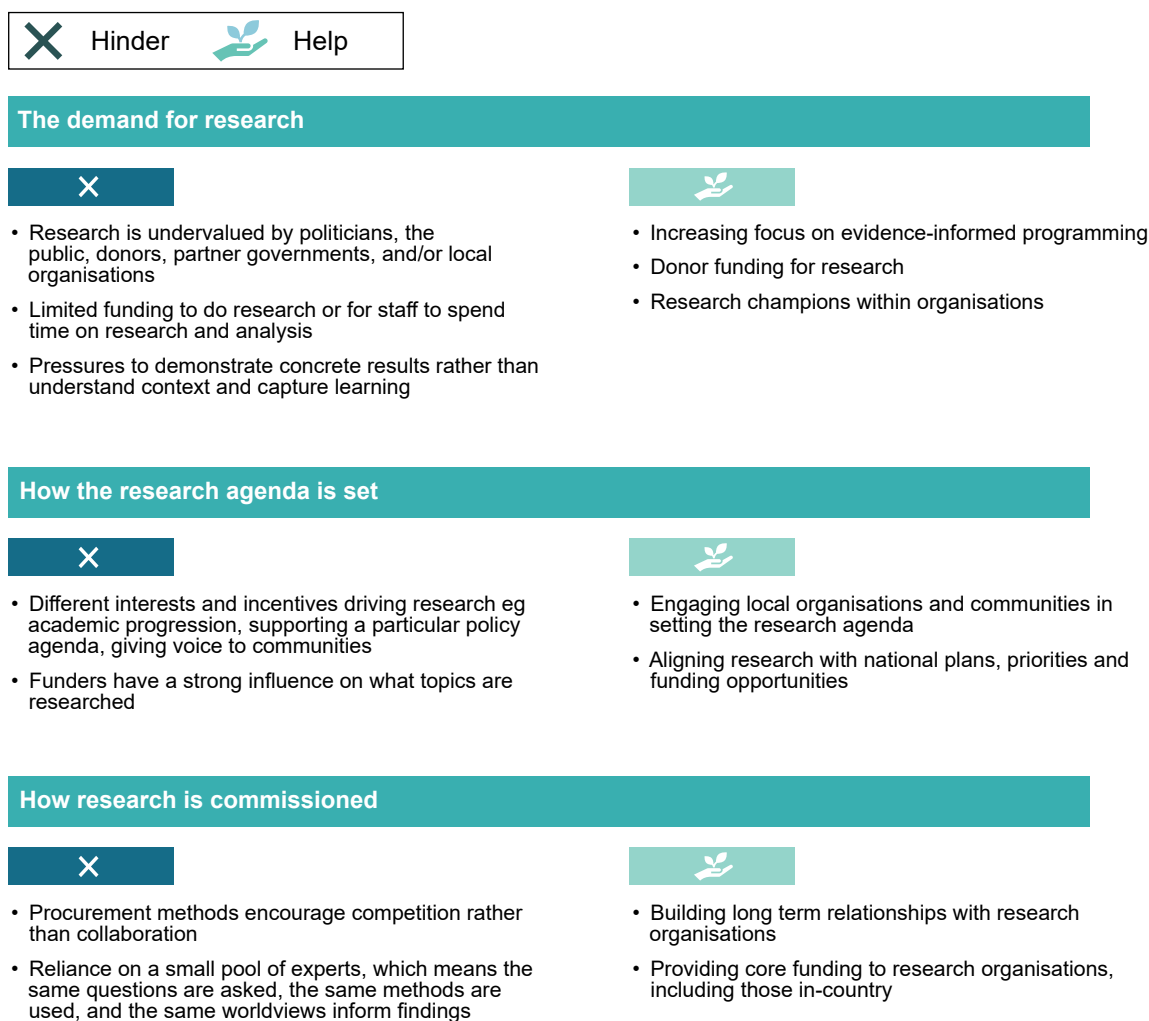 Hinder Help
The demand for research
• Research is undervalued by politicians, the
public, donors, partner governments, and/or local
organisations
• Limited funding to do research or for staff to spend
time on research and analysis
• Pressures to demonstrate concrete results rather than
understand context and capture learning
• Increasing focus on evidence-informed programming
• Donor funding for research
• Research champions within organisations
How the research agenda is set
• Different interests and incentives driving research eg
academic progression, supporting a particular policy
agenda, giving voice to communities
• Funders have a strong influence on what topics are
researched
• Engaging local organisations and communities in
setting the research agenda
• Aligning research with national plans, priorities and
funding opportunities
How research is commissioned
• Procurement methods encourage competition rather
than collaboration
• Reliance on a small pool of experts, which means the
same questions are asked, the same methods are
used, and the same worldviews inform findings
• Building long term relationships with research
organisations
• Providing core funding to research organisations,
including those in-country